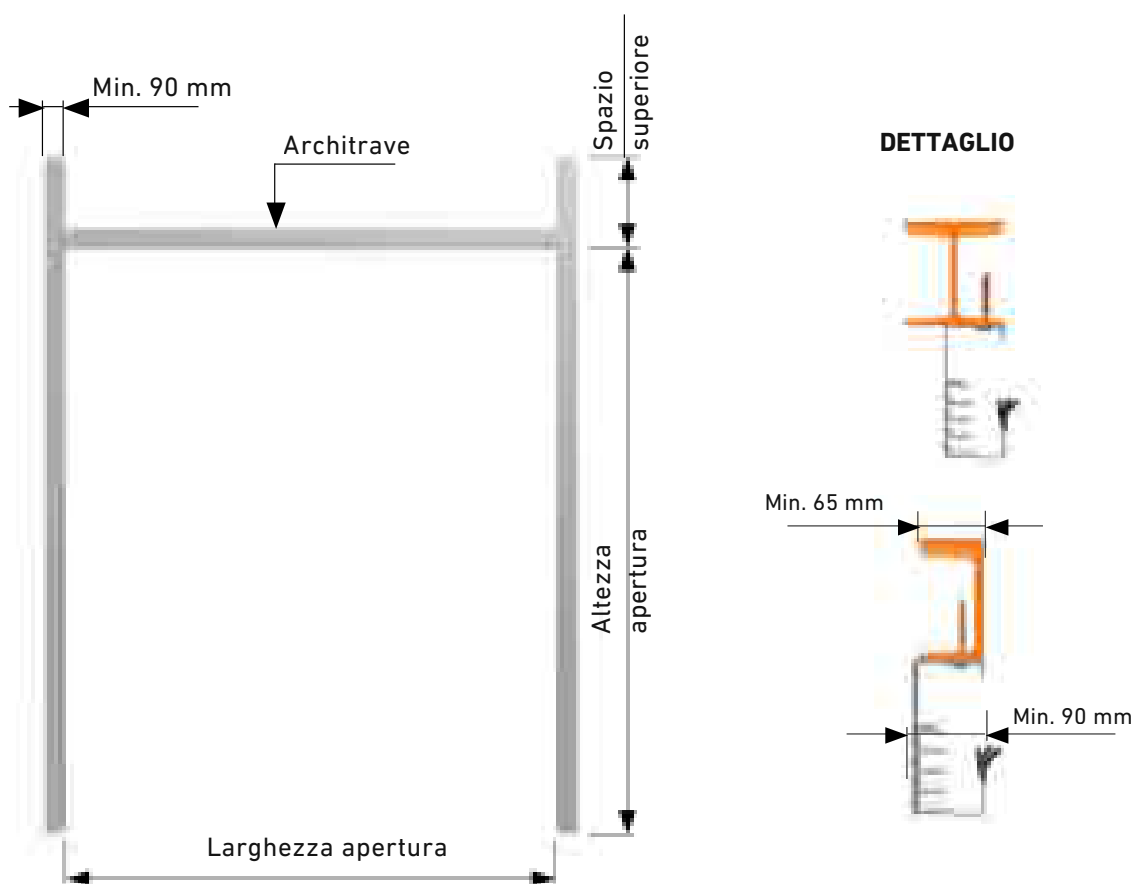 Min. 90 mm
Architrave
Spazio
superiore
Altezza
apertura
Larghezza apertura
DETTAGLIO
Min. 65 mm
Min. 90 mm